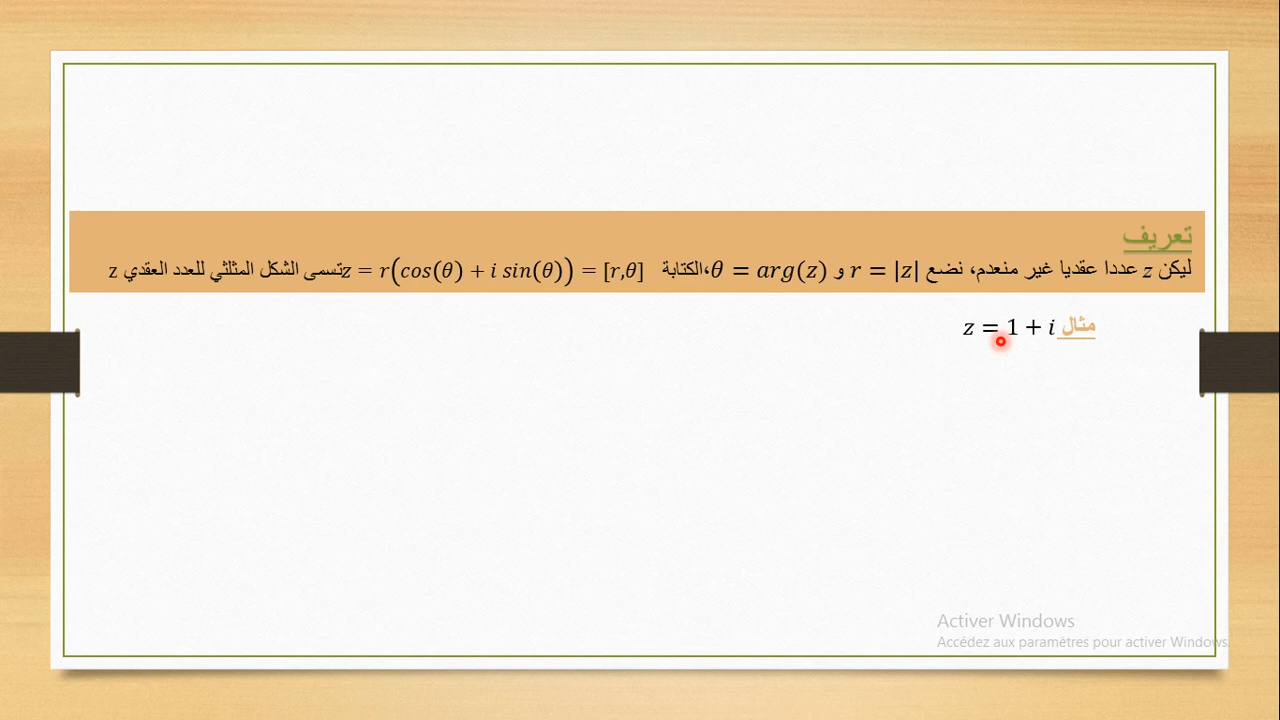 تعريف
ليكن z عددا عقديا غير منعدم، نضع r = |z| و θ = arg(z)،الكتابة z = r(cos(θ) + i sin(θ)) = [r,θ]تسمى الشكل المثلثي للعدد العقدي z
مثال z = 1 + i
Activer Windows
Accédez aux paramètres pour activer Windows.